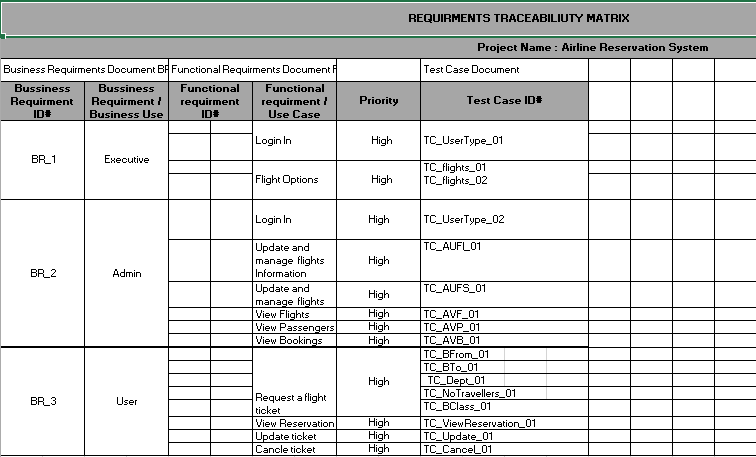 REQUIRMENTS TRACEABILIUTY MATRIX
Project Name : Airline Reservation System
Bussiness Requirments Document BR Functional Requirments Document F Test Case Document
Bussiness Requirment ID# Bussiness Requirment / Business Use Functional requirment ID# Functional requirment / Use Case Priority Test Case ID#
BR_1 Executive
Login In High TC_UserType_01
Flight Options High TC_flights_01
TC_flights_02
BR_2 Admin
Login In High TC_UserType_02
Update and manage flights Information High TC_AUFI_01
Update and manage flights High TC_AUFS_01
View Flights High TC_AVF_01
View Passengers High TC_AVP_01
View Bookings High TC_AVB_01
BR_3 User
Request a flight ticket High TC_BFrom_01
TC_BTo_01
TC_Dept_01
TC_NoTravellers_01
TC_BClass_01
View Reservation High TC_ViewReservation_01
Update ticket High TC_Update_01
Cancle ticket High TC_Cancel_01